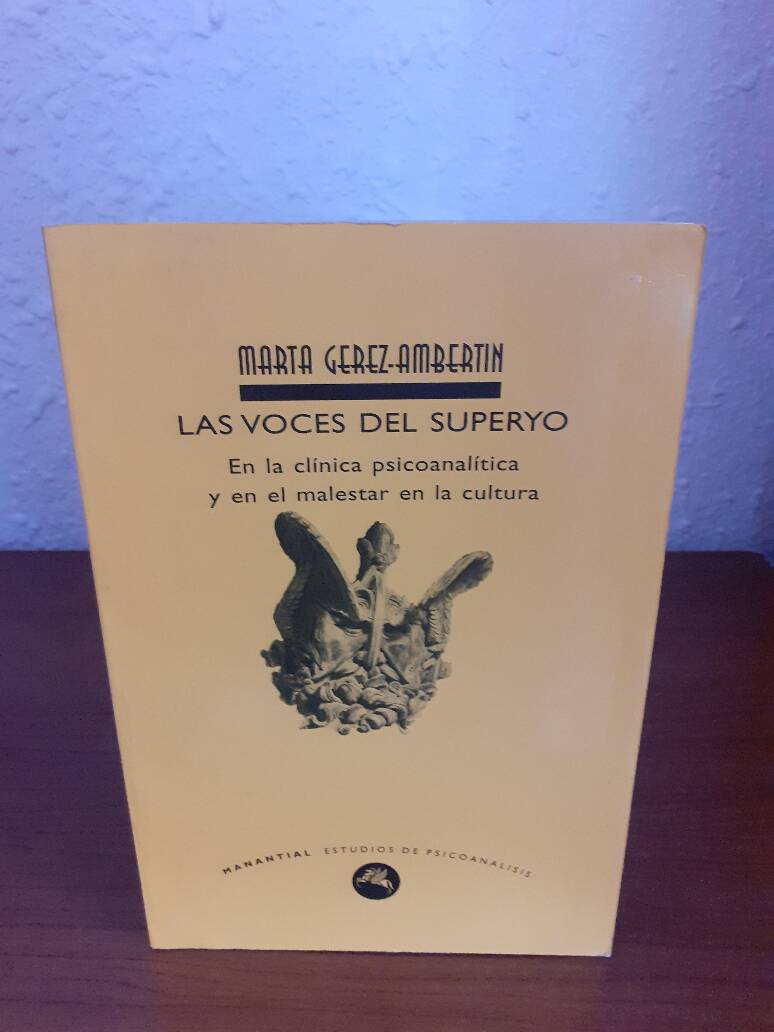 MARTA GEREZ-AMBERTIN
LAS VOCES DEL SUPERYO
En la clínica psicoanalítica
y en el malestar en la cultura
MANANTIAL ESTUDIOS DE PSICOANALISIS